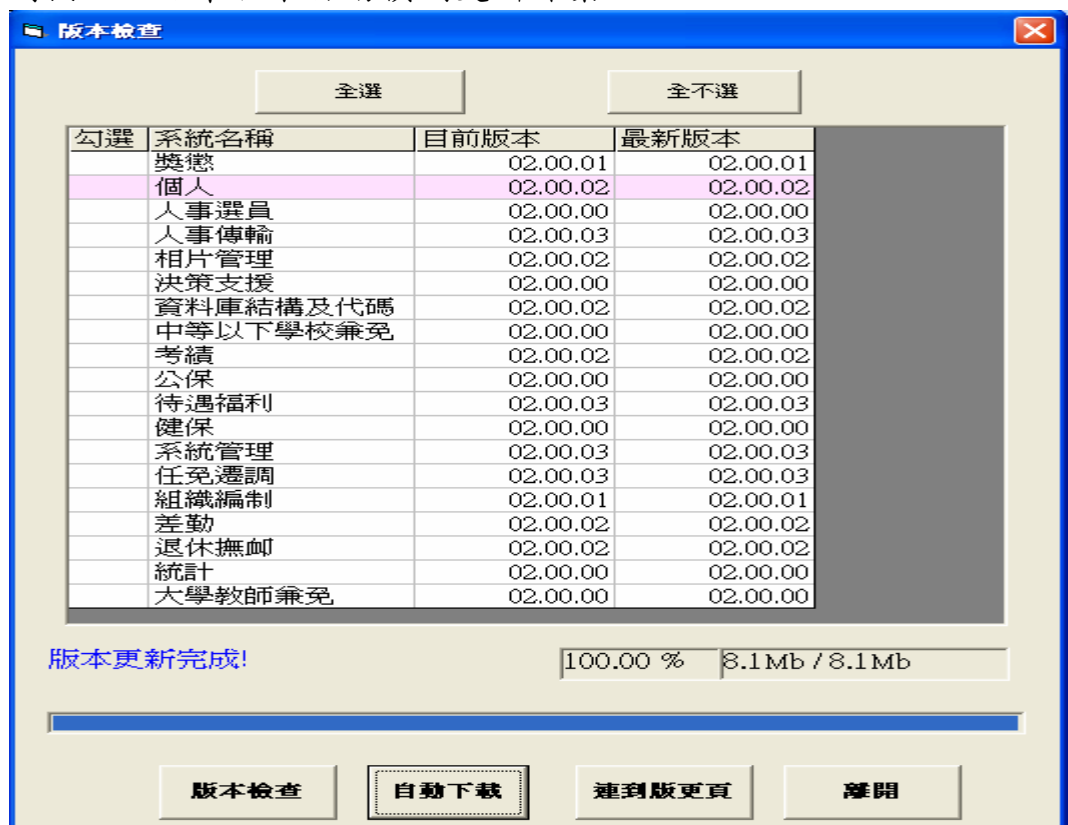 版本檢查
全選 全不選
勾選 系統名稱 目前版本 最新版本
獎懲 02.00.01 02.00.01
個人 02.00.02 02.00.02
人事選員 02.00.00 02.00.00
人事傳輸 02.00.03 02.00.03
相片管理 02.00.02 02.00.02
決策支援 02.00.00 02.00.00
資料庫結構及代碼 02.00.02 02.00.02
中等以下學校兼免 02.00.00 02.00.00
考績 02.00.02 02.00.02
公保 02.00.00 02.00.00
待遇福利 02.00.03 02.00.03
健保 02.00.00 02.00.00
系統管理 02.00.03 02.00.03
任免遷調 02.00.03 02.00.03
組織編制 02.00.01 02.00.01
差勤 02.00.02 02.00.02
退休撫卹 02.00.02 02.00.02
統計 02.00.00 02.00.00
大學教師兼免 02.00.00 02.00.00
版本更新完成! 100.00 % 8.1Mb / 8.1Mb
版本檢查 自動下載 連到版更頁 離開